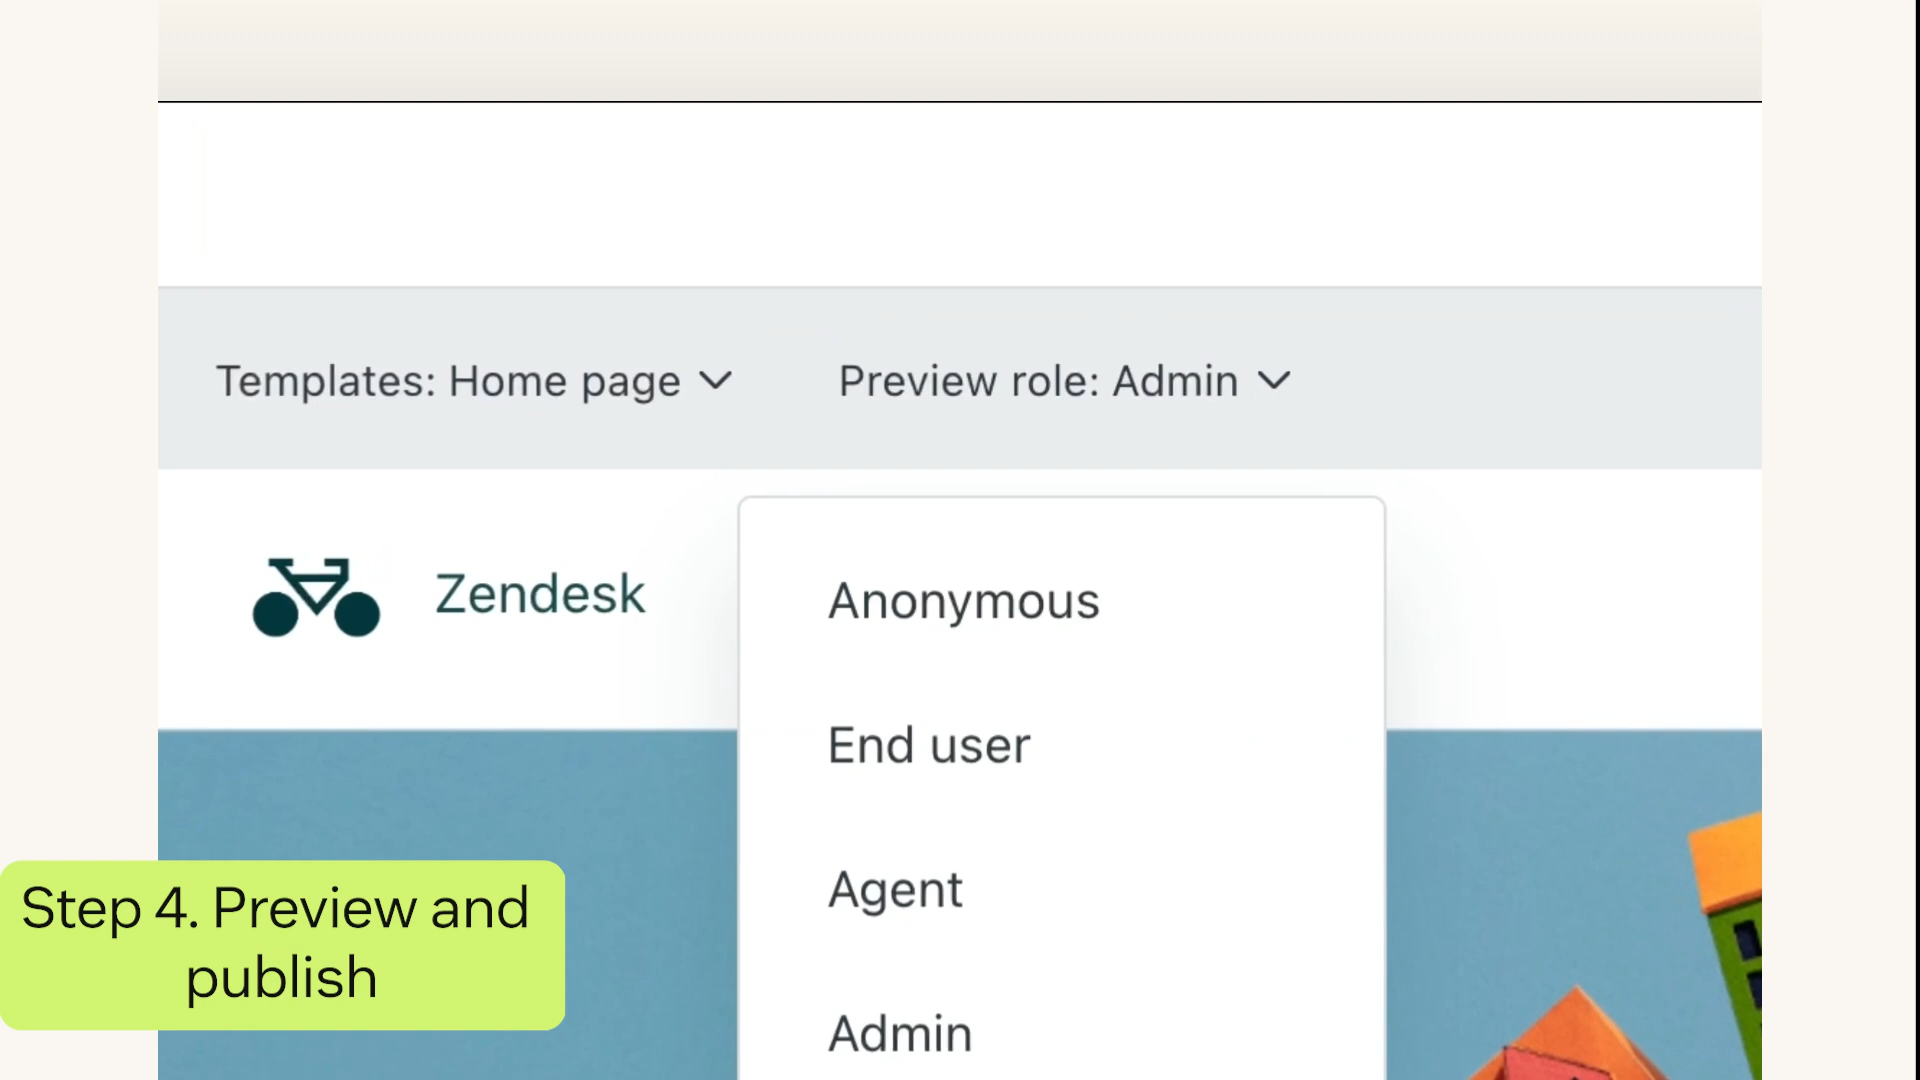 Templates: Home page
Preview role: Admin
Zendesk
Anonymous
End user
Agent
Admin
Step 4. Preview and
publish